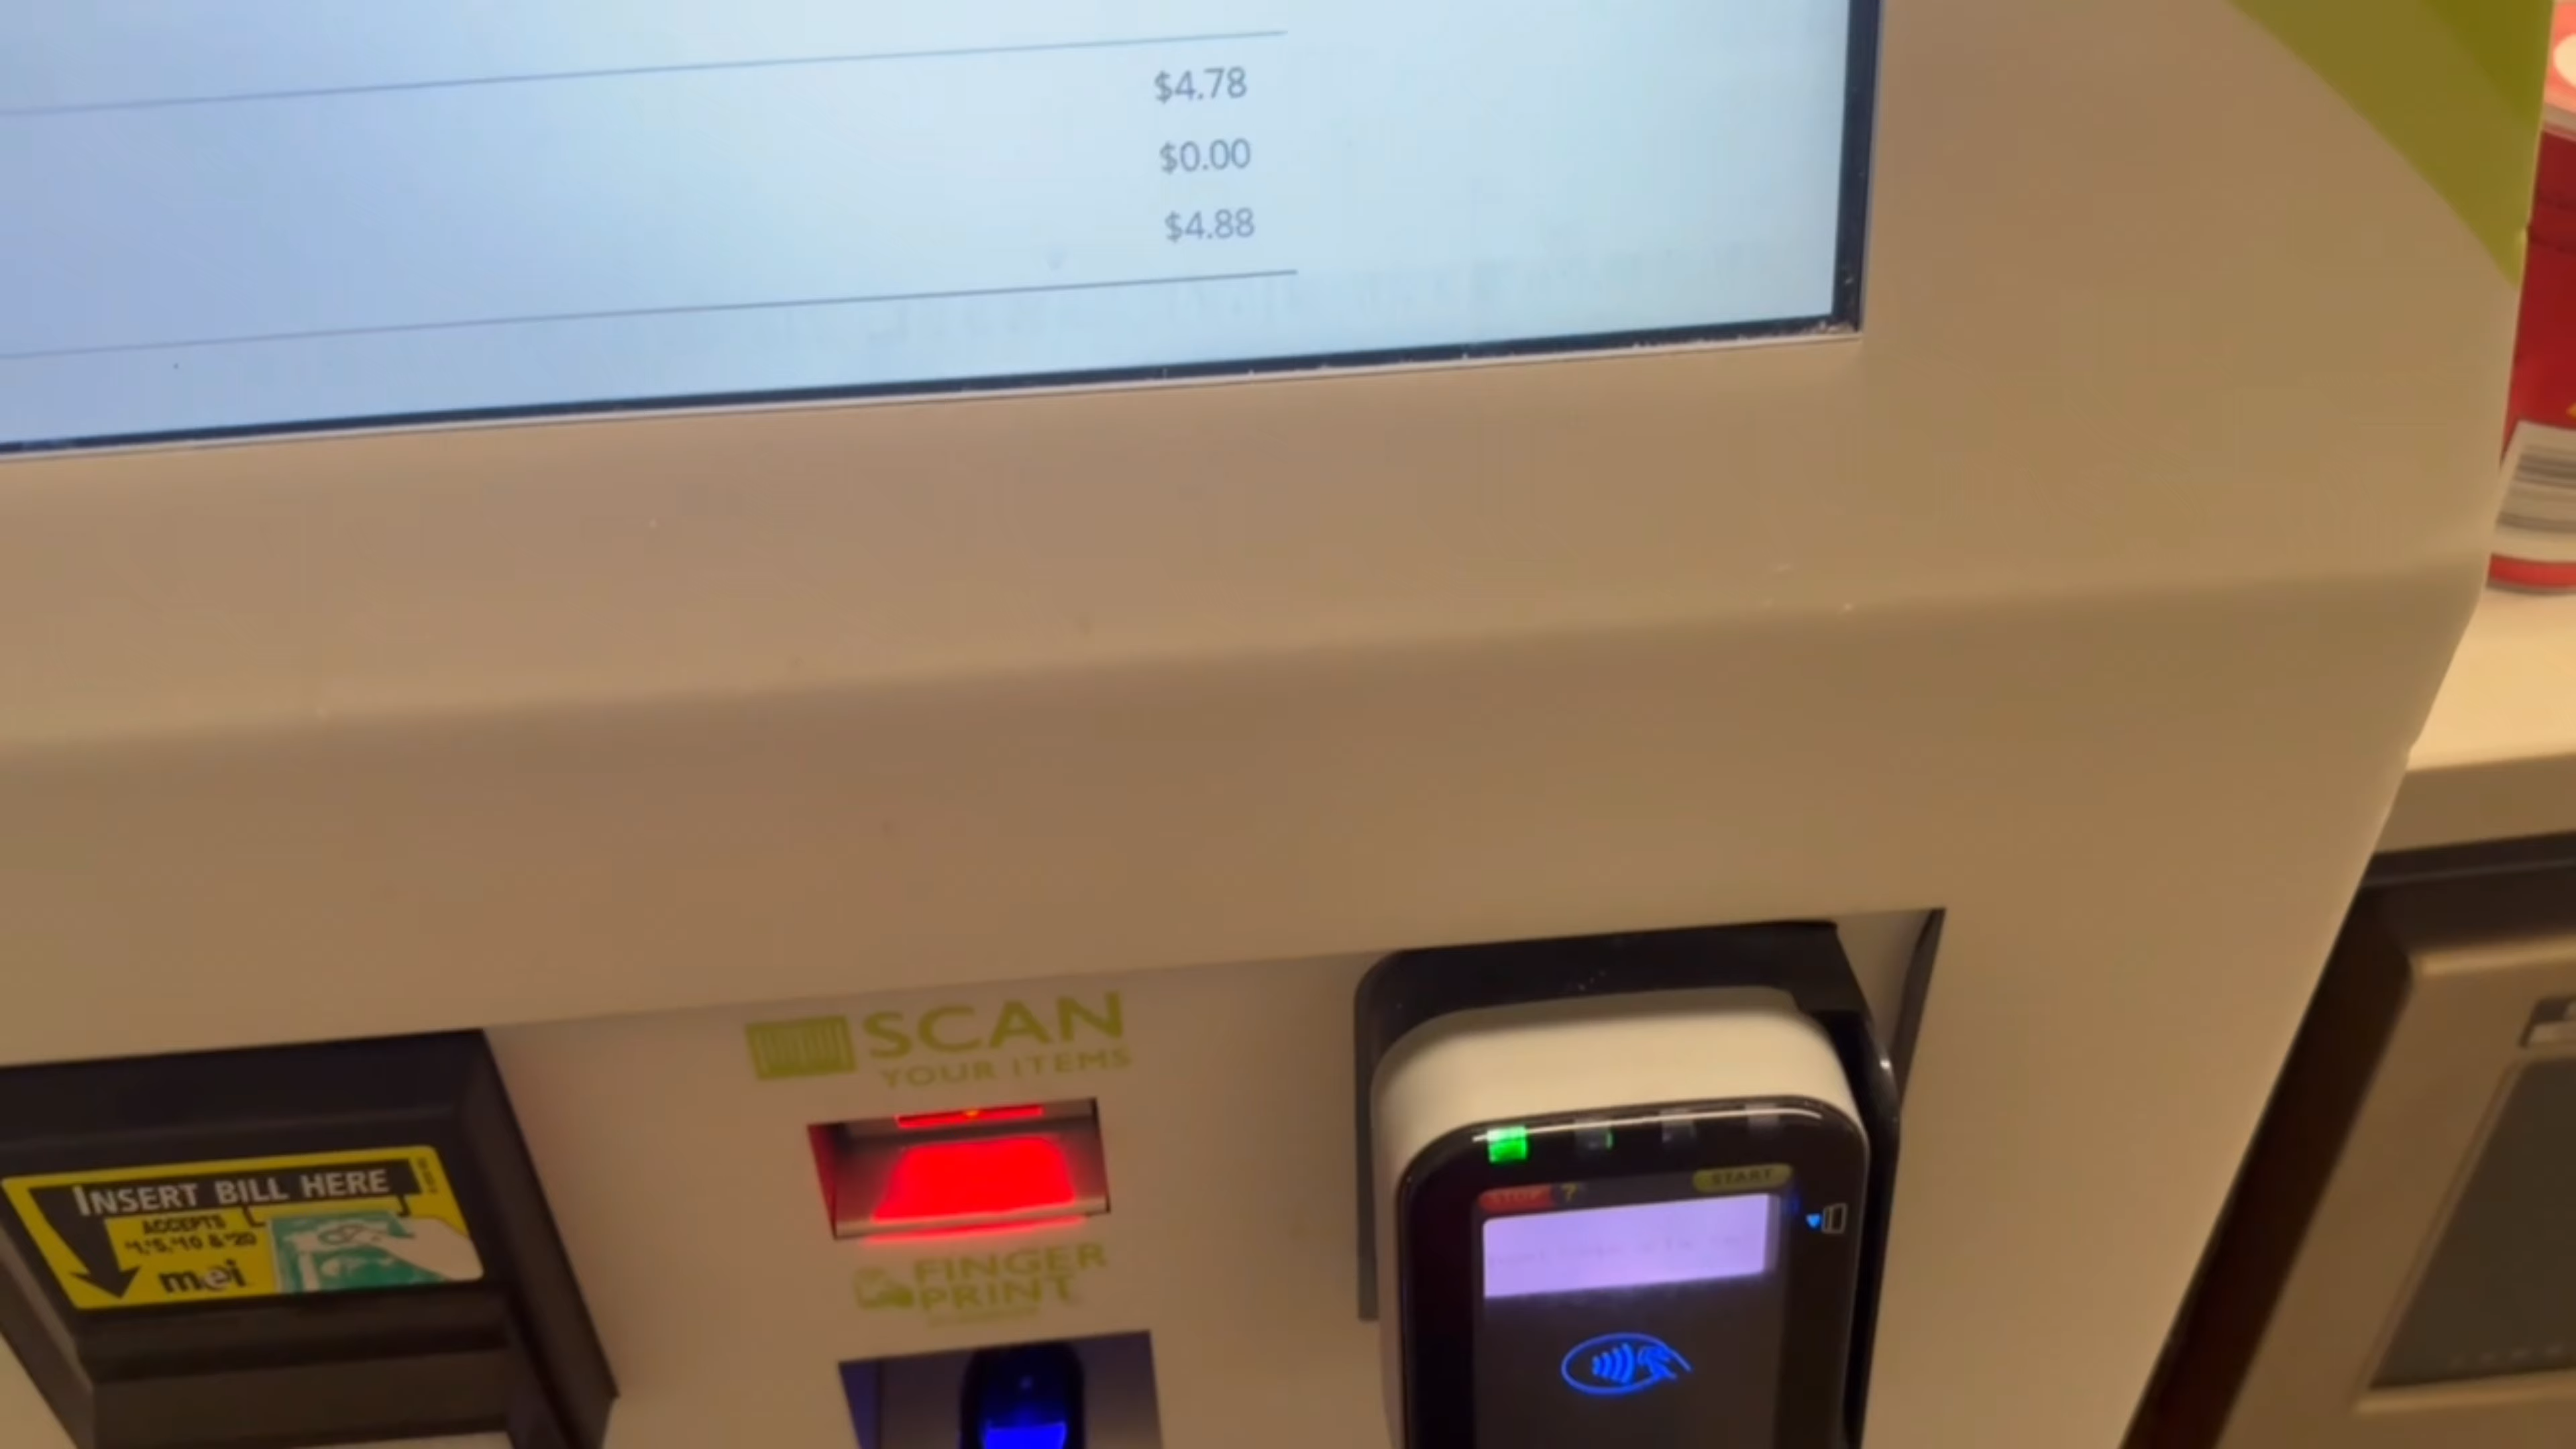 $4.78
$0.00
$4.88
SCAN
YOUR ITEMS
INSERT BILL HERE
ACCEPTS
$1, $5, $10 & $20
mei
FINGER
PRINT
STOP ?
START